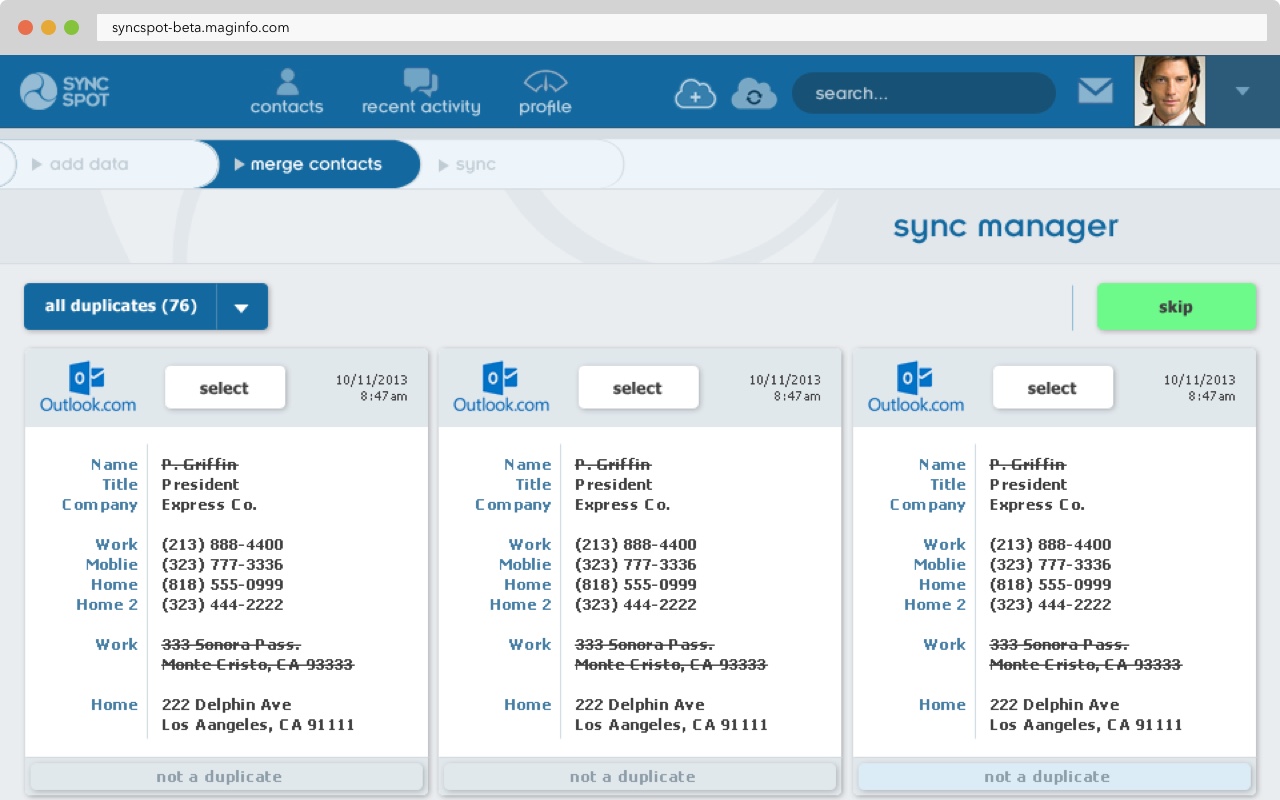 syncspot-beta.maginfo.com
SYNC
SPOT
contacts
recent activity
profile
search...
add data
merge contacts
sync
sync manager
all duplicates (76)
skip
Outlook.com
select
10/11/2013
8:47am
Name P. Griffin
Title President
Company Express Co.
Work (213) 888-4400
Moblie (323) 777-3336
Home (818) 555-0999
Home 2 (323) 444-2222
Work 333 Sonora Pass.
Monte Cristo, CA 93333
Home 222 Delphin Ave
Los Aangeles, CA 91111
not a duplicate
Outlook.com
select
10/11/2013
8:47am
Name P. Griffin
Title President
Company Express Co.
Work (213) 888-4400
Moblie (323) 777-3336
Home (818) 555-0999
Home 2 (323) 444-2222
Work 333 Sonora Pass.
Monte Cristo, CA 93333
Home 222 Delphin Ave
Los Aangeles, CA 91111
not a duplicate
Outlook.com
select
10/11/2013
8:47am
Name P. Griffin
Title President
Company Express Co.
Work (213) 888-4400
Moblie (323) 777-3336
Home (818) 555-0999
Home 2 (323) 444-2222
Work 333 Sonora Pass.
Monte Cristo, CA 93333
Home 222 Delphin Ave
Los Aangeles, CA 91111
not a duplicate